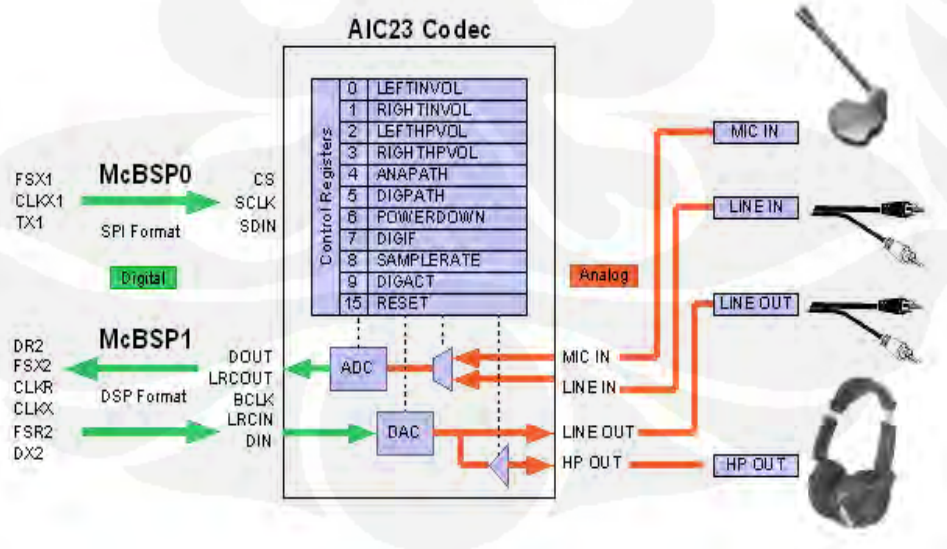 AIC23 Codec
Control Registers
0 LEFTINVOL
1 RIGHTINVOL
2 LEFTHPVOL
3 RIGHTHPVOL
4 ANAPATH
5 DIGPATH
6 POWERDOWN
7 DIGIF
8 SAMPLERATE
9 DIGACT
15 RESET
McBSP0
FSX1
CLKX1
TX1
SPI Format
CS
SCLK
SDIN
Digital
Analog
McBSP1
DR2
FSX2
CLKR
CLKX
FSR2
DX2
DSP Format
DOUT
LRCOUT
BCLK
LRCIN
DIN
ADC
DAC
MIC IN
LINE IN
LINE OUT
HP OUT
MIC IN
LINE IN
LINE OUT
HP OUT